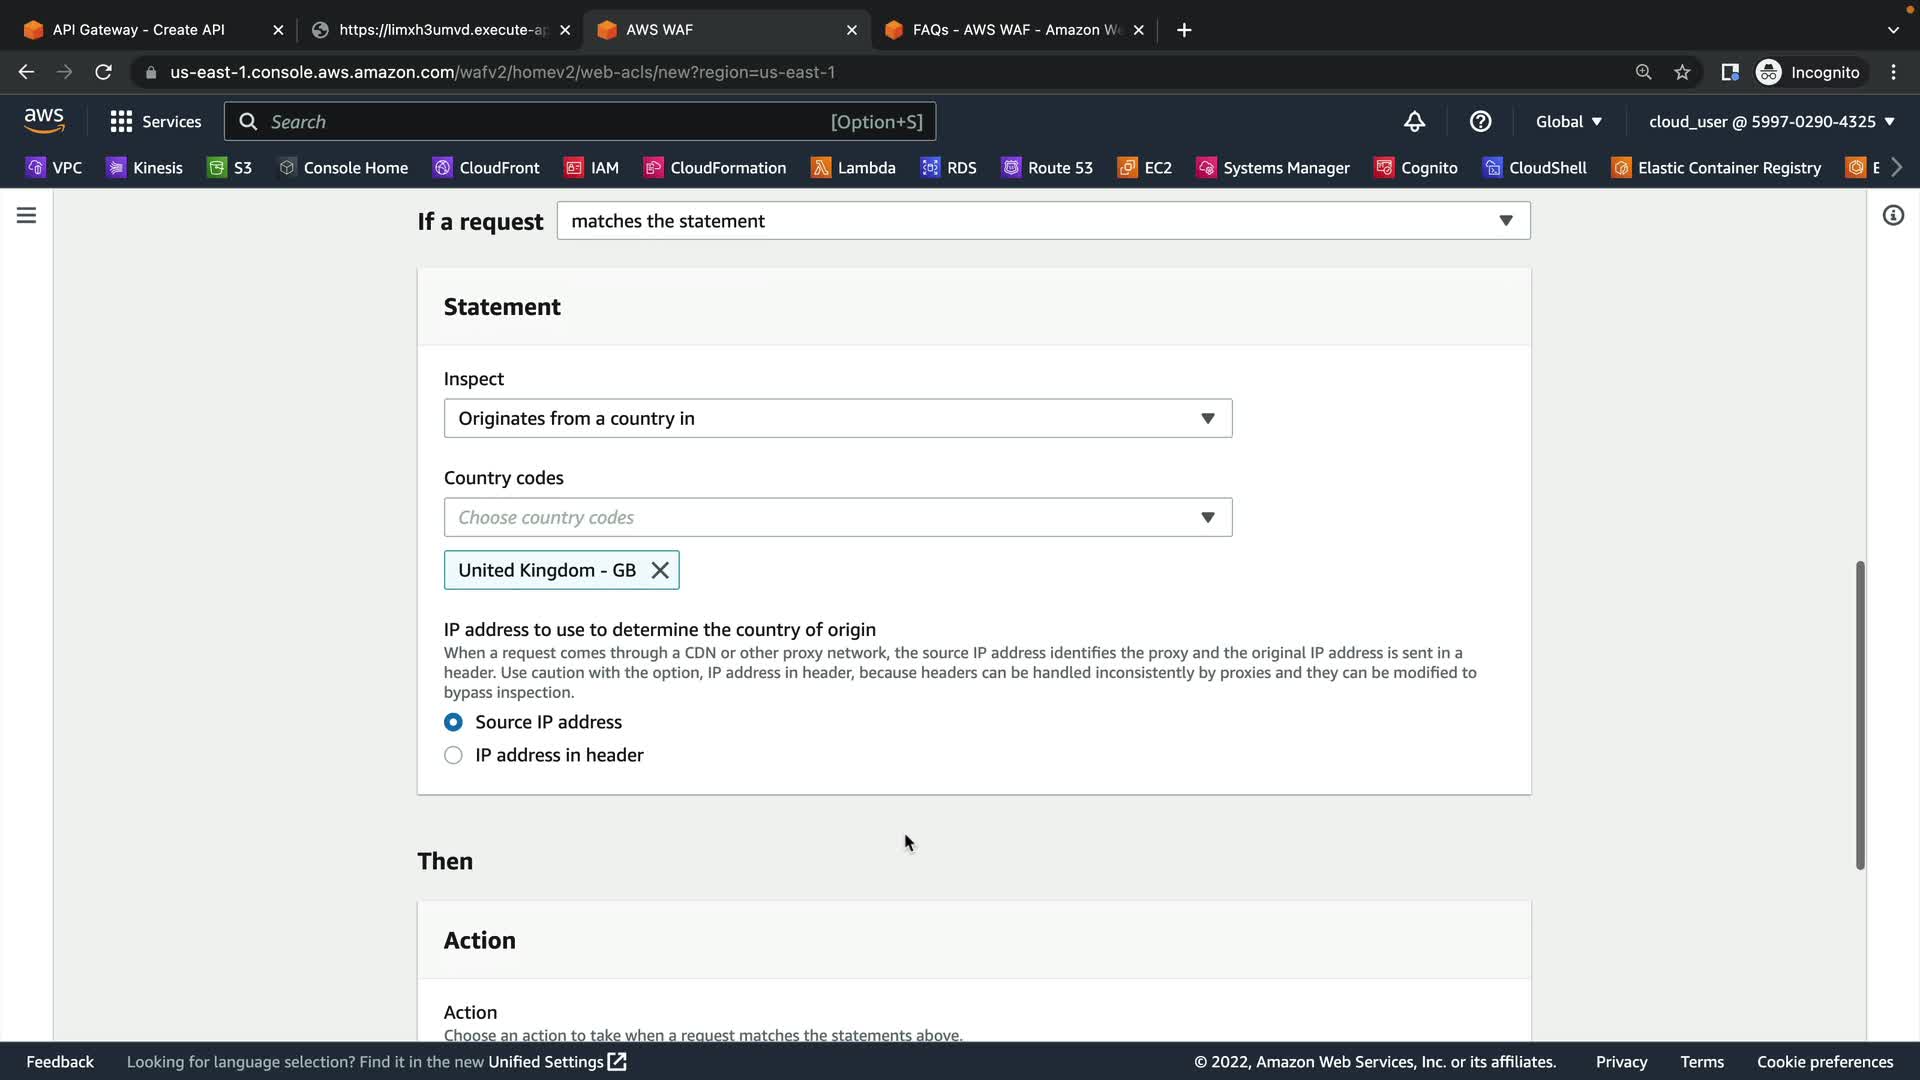 API Gateway - Create API
https://limxh3umvd.execute-ap
AWS WAF
FAQs - AWS WAF - Amazon We
us-east-1.console.aws.amazon.com/wafv2/homev2/web-acls/new?region=us-east-1
Incognito
aws
Services
Search
[Option+S]
Global
cloud_user @ 5997-0290-4325
VPC
Kinesis
S3
Console Home
CloudFront
IAM
CloudFormation
Lambda
RDS
Route 53
EC2
Systems Manager
Cognito
CloudShell
Elastic Container Registry
E
If a request
matches the statement
Statement
Inspect
Originates from a country in
Country codes
Choose country codes
United Kingdom - GB
IP address to use to determine the country of origin
When a request comes through a CDN or other proxy network, the source IP address identifies the proxy and the original IP address is sent in a
header. Use caution with the option, IP address in header, because headers can be handled inconsistently by proxies and they can be modified to
bypass inspection.
Source IP address
IP address in header
Then
Action
Action
Choose an action to take when a request matches the statements above.
Feedback
Looking for language selection? Find it in the new Unified Settings
© 2022, Amazon Web Services, Inc. or its affiliates.
Privacy
Terms
Cookie preferences